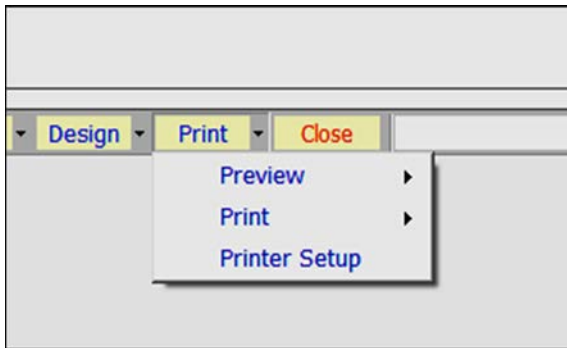 Design Print Close
Preview
Print
Printer Setup